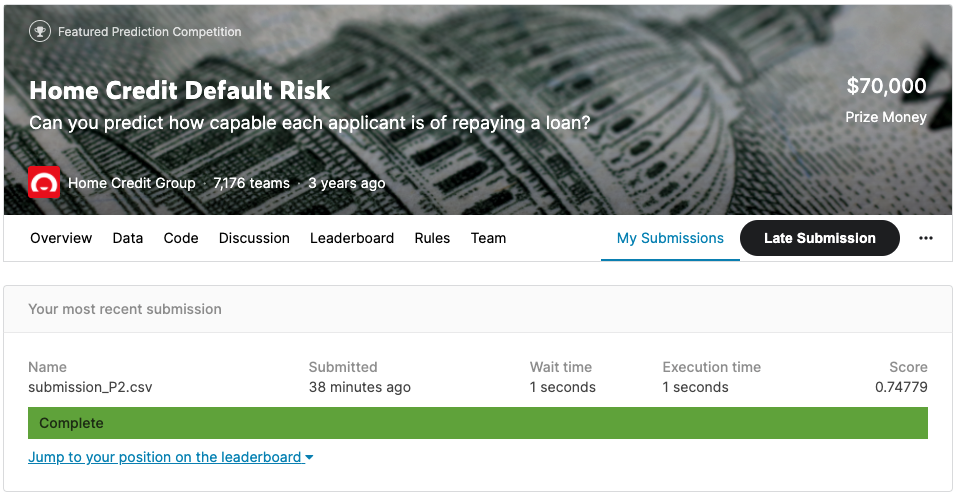 Featured Prediction Competition
Home Credit Default Risk
$70,000
Can you predict how capable each applicant is of repaying a loan?
Prize Money
Home Credit Group · 7,176 teams · 3 years ago
Overview Data Code Discussion Leaderboard Rules Team My Submissions Late Submission ...
Your most recent submission
Name Submitted Wait time Execution time Score
submission_P2.csv 38 minutes ago 1 seconds 1 seconds 0.74779
Complete
Jump to your position on the leaderboard